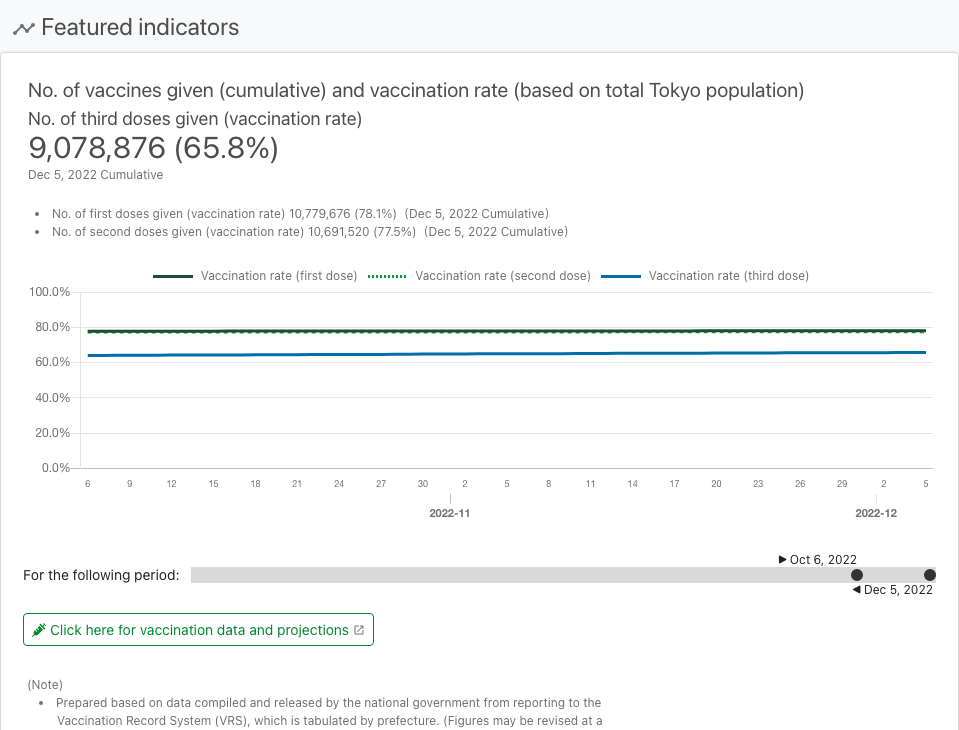 Featured indicators
No. of vaccines given (cumulative) and vaccination rate (based on total Tokyo population)
No. of third doses given (vaccination rate)
9,078,876 (65.8%)
Dec 5, 2022 Cumulative
• No. of first doses given (vaccination rate) 10,779,676 (78.1%) (Dec 5, 2022 Cumulative)
• No. of second doses given (vaccination rate) 10,691,520 (77.5%) (Dec 5, 2022 Cumulative)
Vaccination rate (first dose) Vaccination rate (second dose) Vaccination rate (third dose)
100.0%
80.0%
60.0%
40.0%
20.0%
0.0%
6 9 12 15 18 21 24 27 30 2 5 8 11 14 17 20 23 26 29 2 5
2022-11 2022-12
▶ Oct 6, 2022
For the following period:
◀ Dec 5, 2022
Click here for vaccination data and projections
(Note)
• Prepared based on data compiled and released by the national government from reporting to the
Vaccination Record System (VRS), which is tabulated by prefecture. (Figures may be revised at a